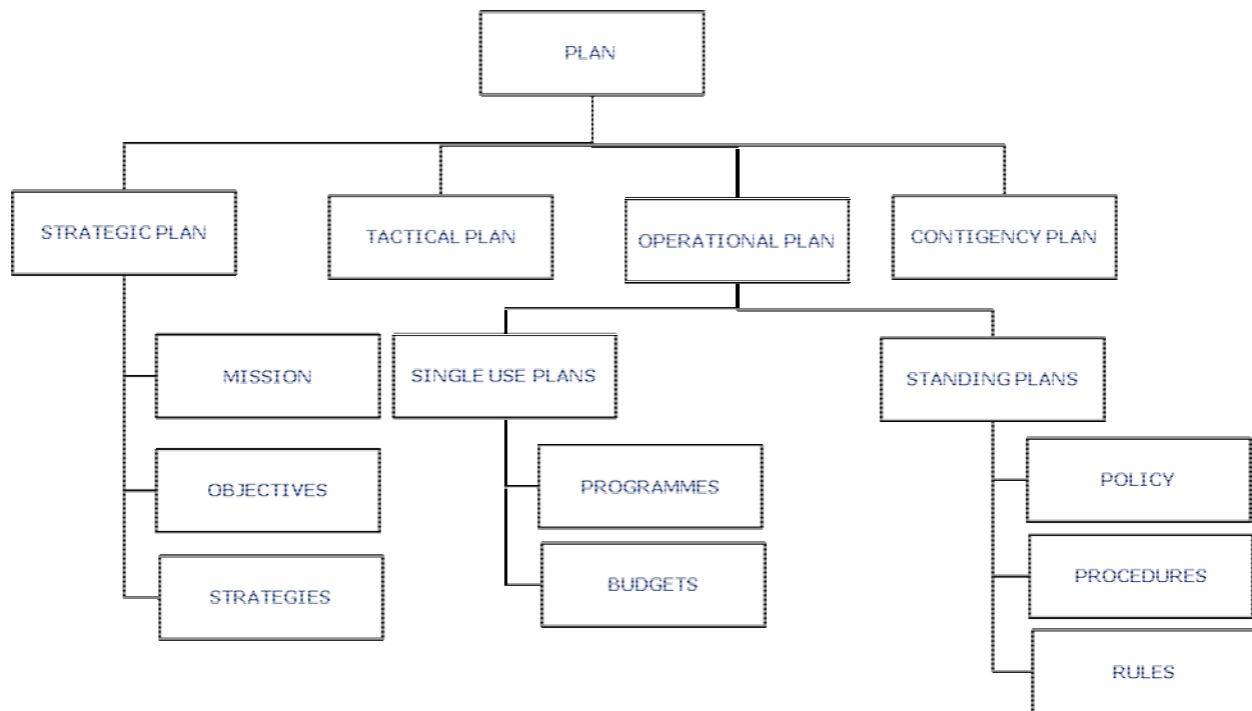 PLAN
STRATEGIC PLAN
TACTICAL PLAN
OPERATIONAL PLAN
CONTIGENCY PLAN
MISSION
OBJECTIVES
STRATEGIES
SINGLE USE PLANS
PROGRAMMES
BUDGETS
STANDING PLANS
POLICY
PROCEDURES
RULES